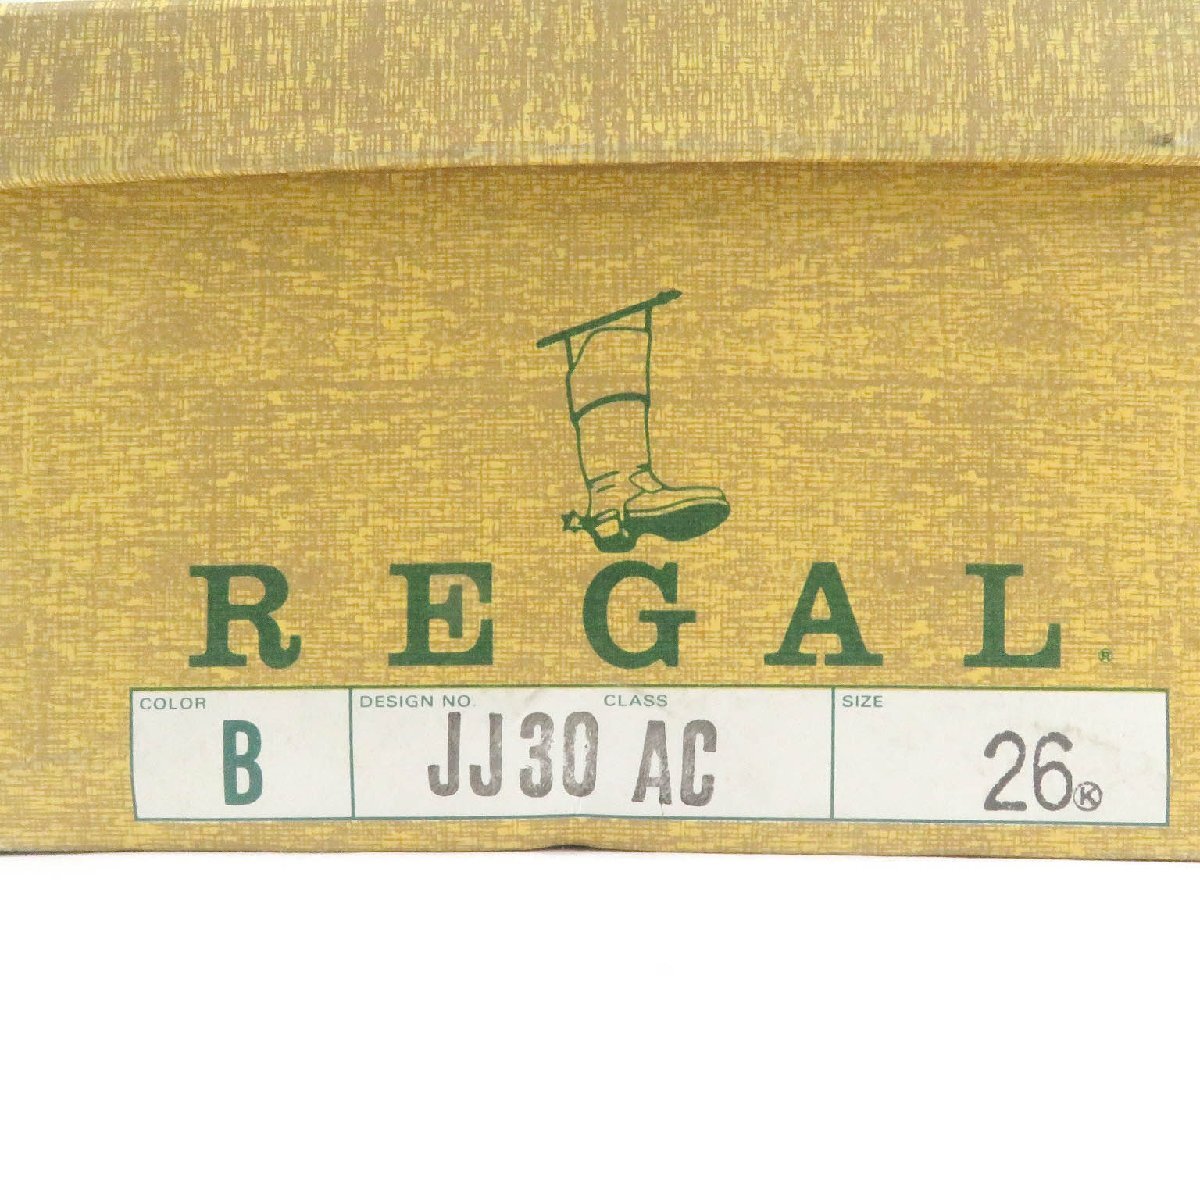 REGAL®
COLOR DESIGN NO. CLASS SIZE
B JJ30 AC 26Ⓚ